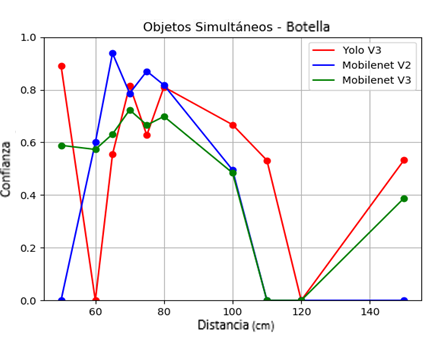 Objetos Simultáneos - Botella
Yolo V3
Mobilenet V2
Mobilenet V3
Confianza
1.0
0.8
0.6
0.4
0.2
0.0
60
80
100
120
140
Distancia (cm)